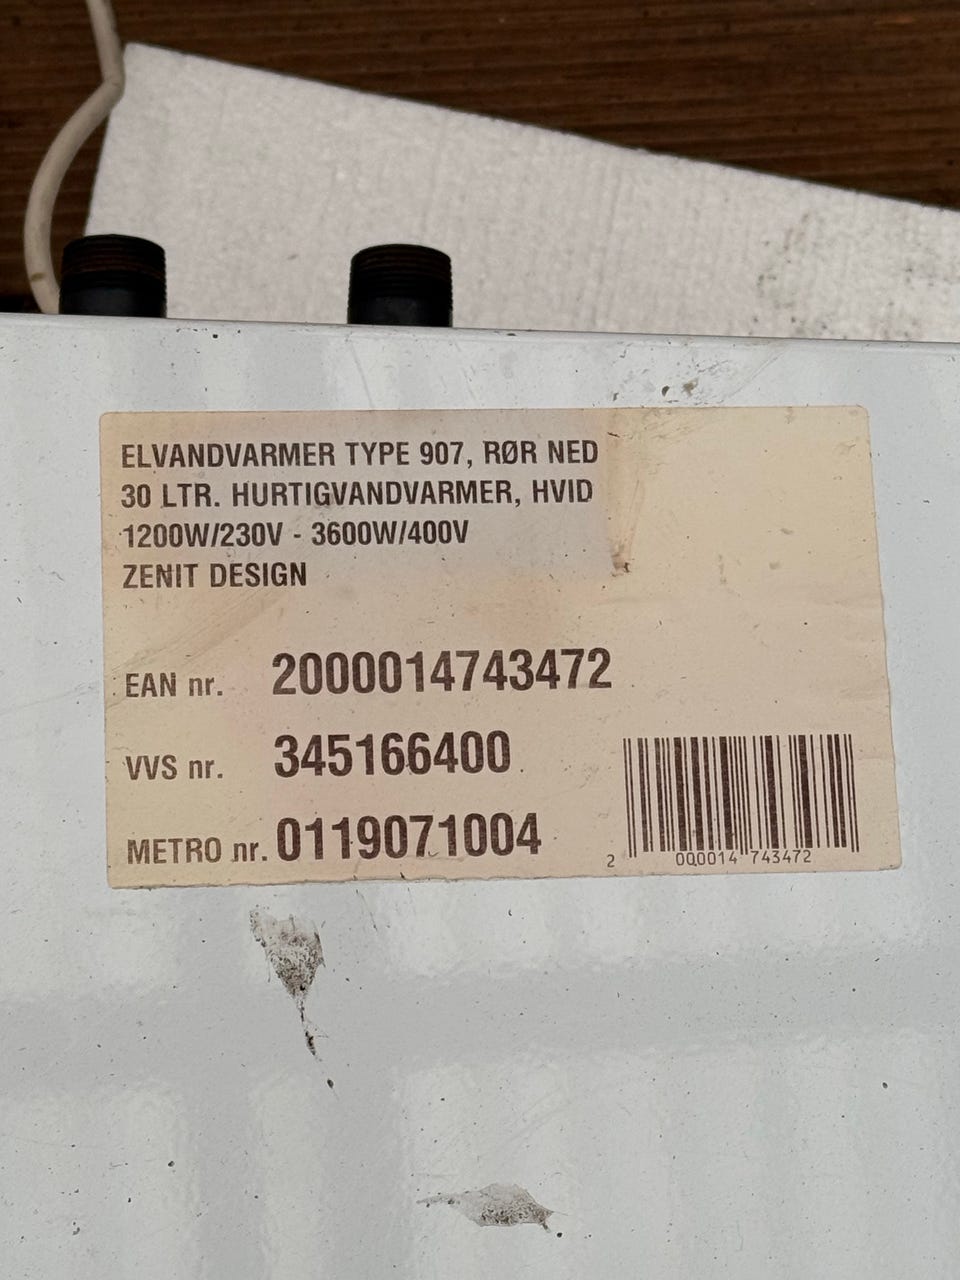 ELVANDVARMER TYPE 907, RØR NED
30 LTR. HURTIGVANDVARMER, HVID
1200W/230V - 3600W/400V
ZENIT DESIGN
EAN nr. 2000014743472
VVS nr. 345166400
METRO nr. 0119071004
2 000014 743472